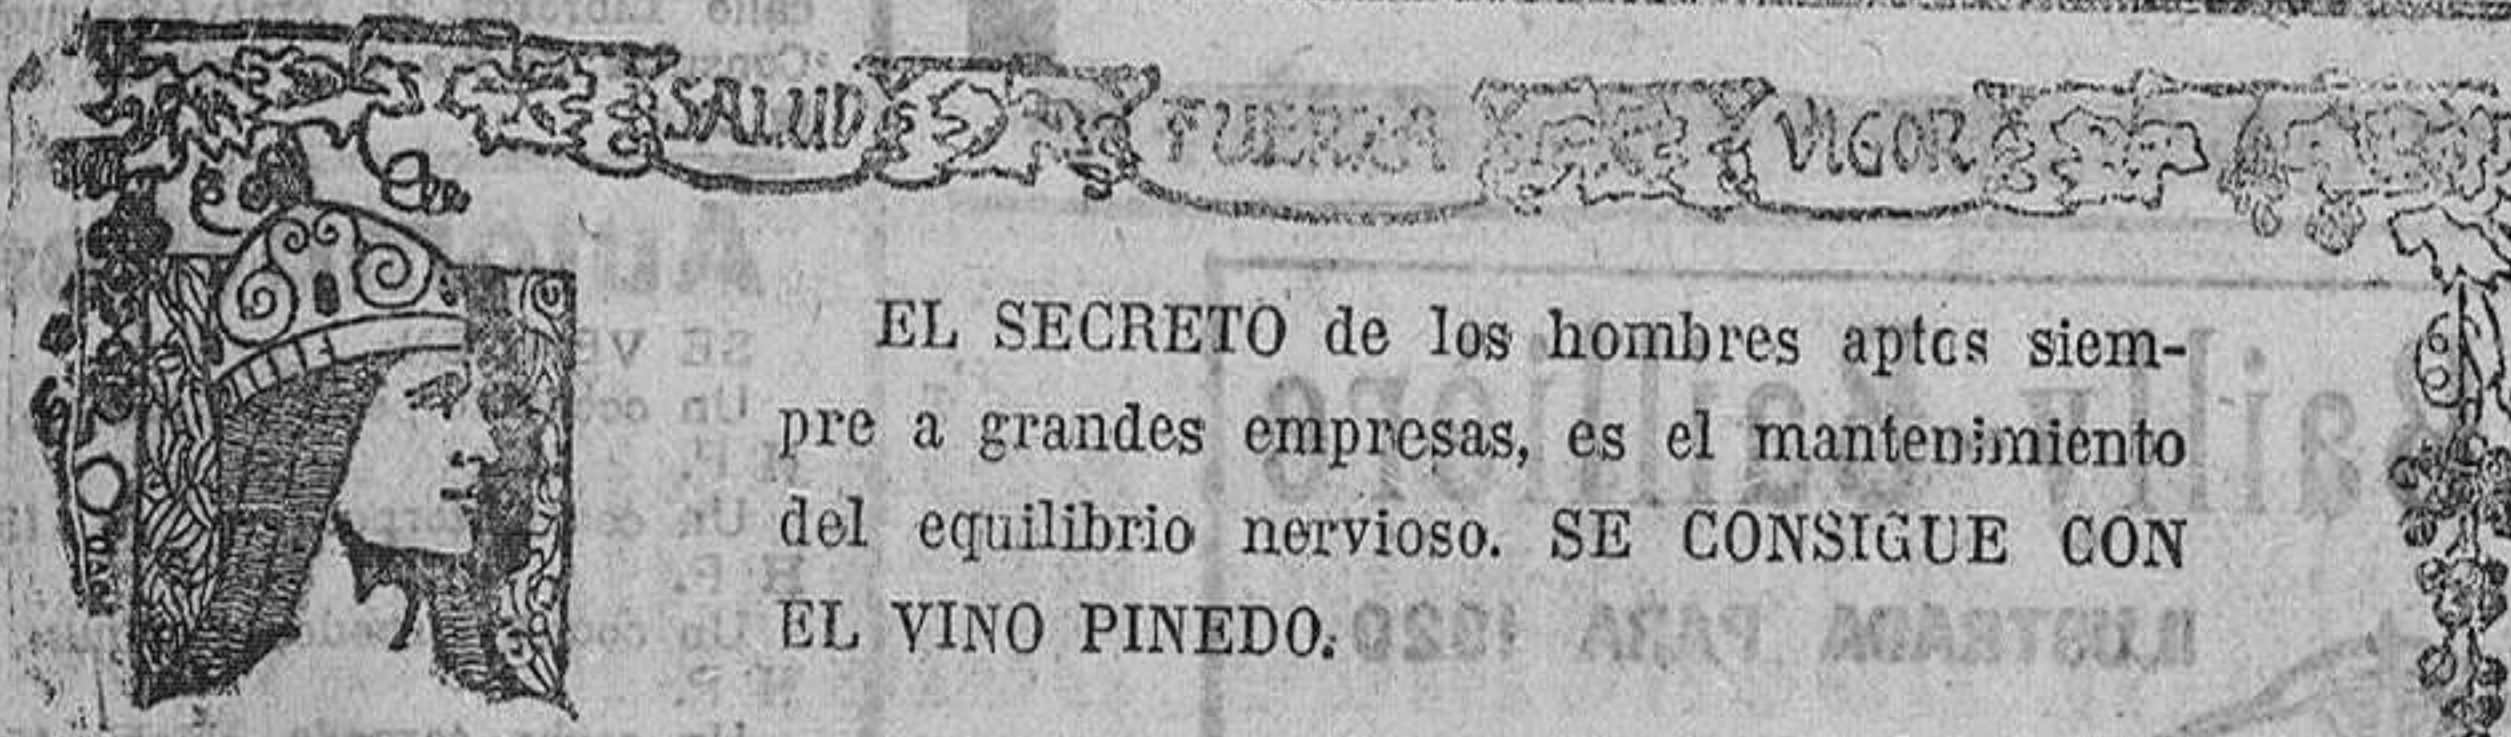 SALUD FUERZA VIGOR
EL SECRETO de los hombres aptos siem-
pre a grandes empresas, es el mantenimiento
del equilibrio nervioso. SE CONSIGUE CON
EL VINO PINEDO.